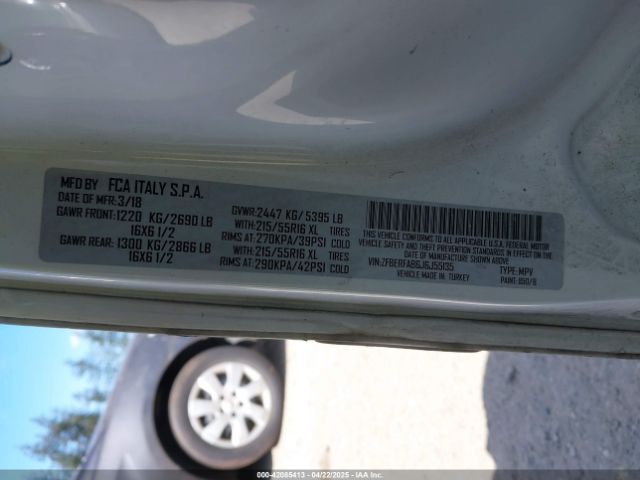 MFD BY FCA ITALY S.P.A.
DATE OF MFR:3/18
GAWR FRONT:1220 KG/2690 LB
16X6 1/2
GAWR REAR: 1300 KG/2866 LB
16X6 1/2
GVWR:2447 KG/5395 LB
WITH:215/55R16 XL TIRES
RIMS AT:270KPA/39PSI COLD
WITH:215/55R16 XL TIRES
RIMS AT:290KPA/42PSI COLD
THIS VEHICLE CONFORMS TO ALL APPLICABLE U.S.A. FEDERAL MOTOR
VEHICLE SAFETY AND THEFT PREVENTION STANDARDS IN EFFECT ON THE
DATE OF MANUFACTURE SHOWN ABOVE.
TYPE: MPV
VEHICLE MADE IN: TURKEY
000-42085413 - 04/22/2025 - IAAI.COM